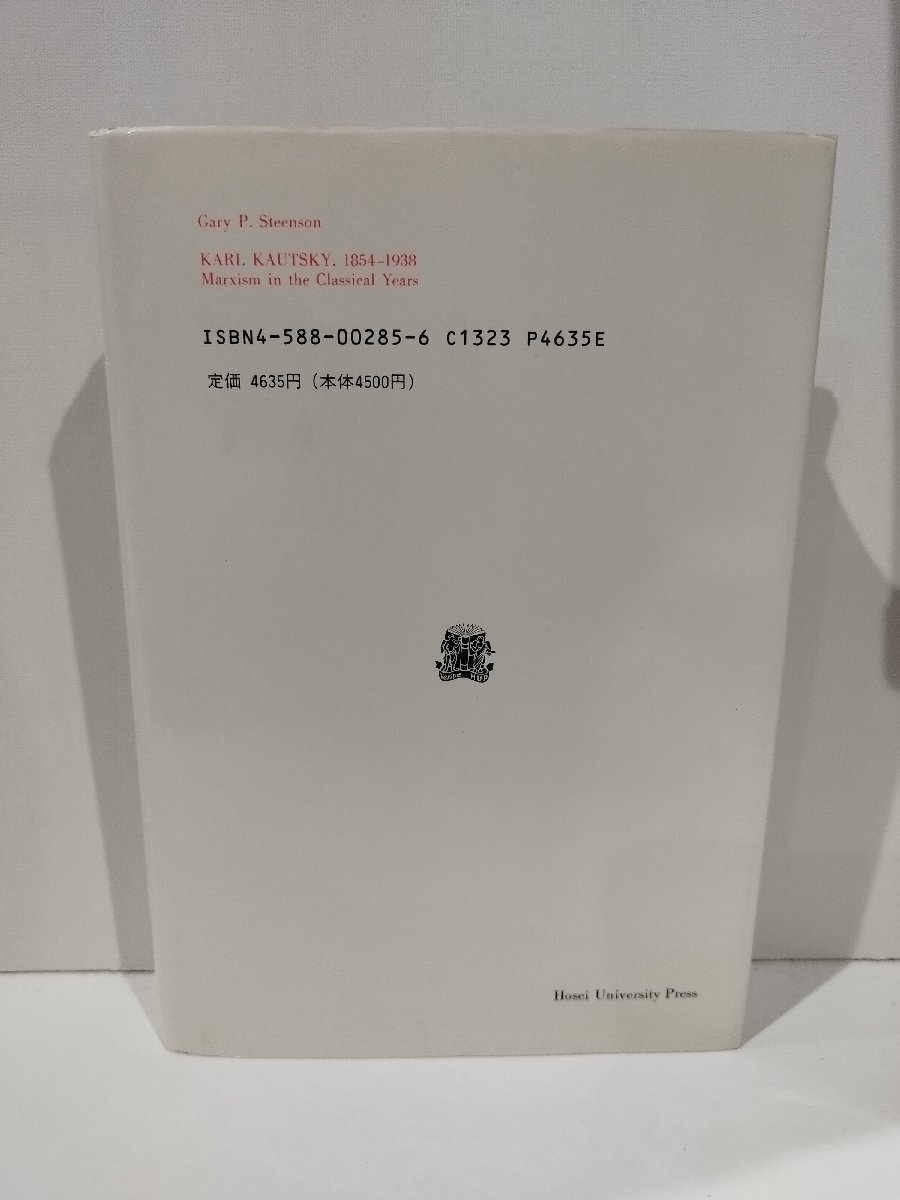 Gary P. Steenson
KARL KAUTSKY, 1854-1938
Marxism in the Classical Years
ISBN4-588-00285-6 C1323 P4635E
定価 4635円（本体4500円）
HUP
Hosei University Press